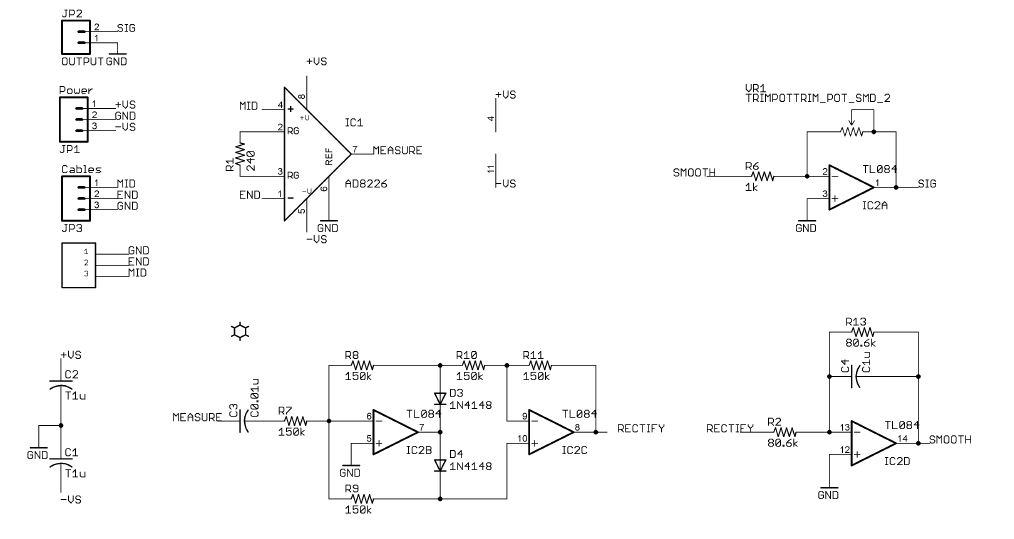 JP2
2 SIG
1
OUTPUT GND
Power
1 +VS
2 GND
3 -VS
JP1
Cables
1 MID
2 END
3 GND
JP3
1 GND
2 END
3 MID
+VS
8
MID 4 + +U
IC1
2 RG
R1
240
REF
7 MEASURE
3 RG
AD8226
END 1 - -U
6
5
GND
-VS
+VS
4
11
-VS
VR1
TRIMPOTTRIM_POT_SMD_2
SMOOTH
R6
1k
TL084
2 -
3 +
1 SIG
IC2A
GND
+VS
C2
T1u
GND
C1
T1u
-VS
MEASURE
C3
C0.01u
R7
150k
R8
150k
R10
150k
R11
150k
D3
1N4148
TL084
6 -
5 +
7
IC2B
GND
D4
1N4148
R9
150k
TL084
9 -
10 +
8 RECTIFY
IC2C
RECTIFY
R2
80.6k
R13
80.6k
C4
C1u
TL084
13 -
12 +
14 SMOOTH
IC2D
GND